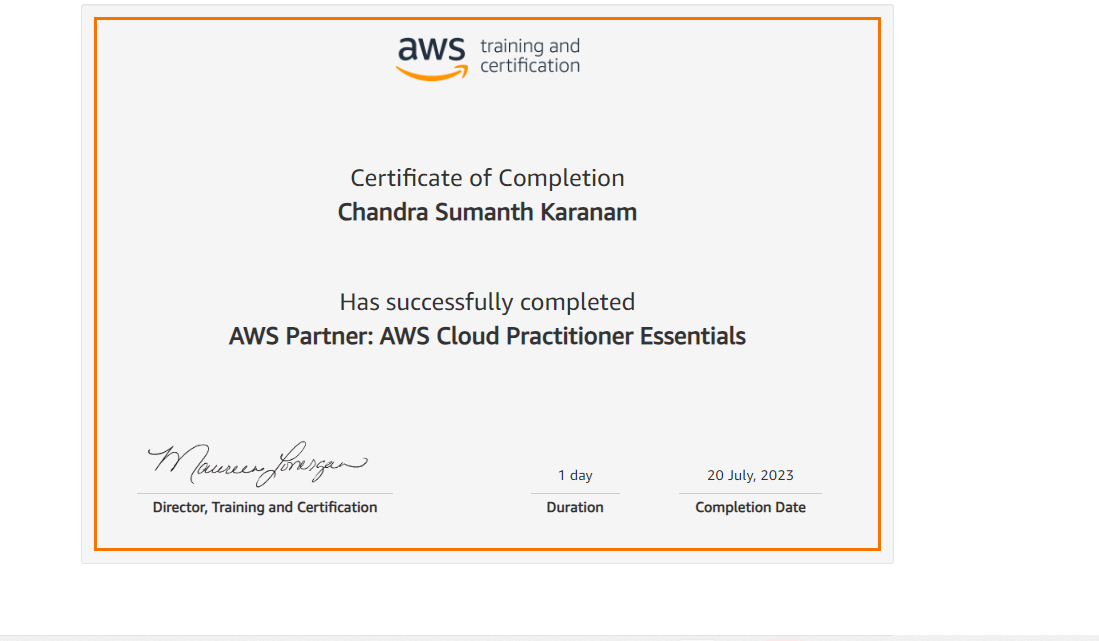 aws training and
certification
Certificate of Completion
Chandra Sumanth Karanam
Has successfully completed
AWS Partner: AWS Cloud Practitioner Essentials
Maureen Lonergan
1 day
20 July, 2023
Director, Training and Certification
Duration
Completion Date